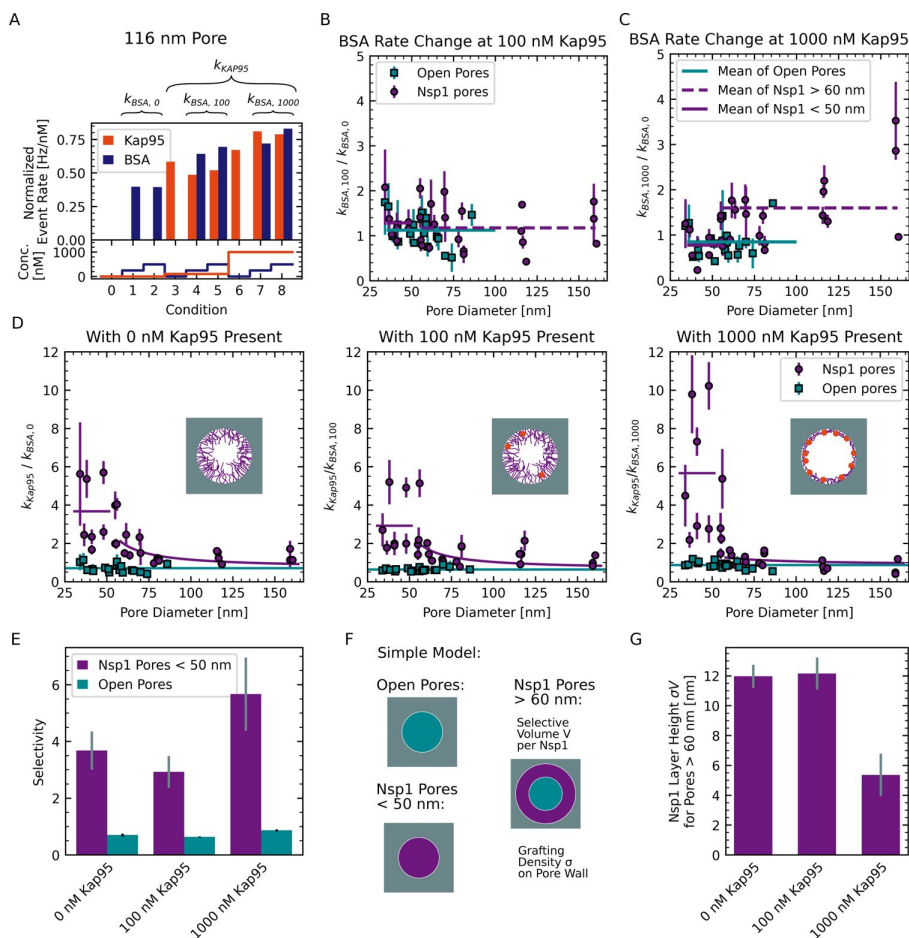 A
116 nm Pore
k_KAP95
k_BSA, 0 k_BSA, 100 k_BSA, 1000
Normalized
Event Rate [Hz/nM]
0.75
0.50
0.25
0.00
Kap95
BSA
Conc.
[nM]
1000
0
0 1 2 3 4 5 6 7 8
Condition
B
BSA Rate Change at 100 nM Kap95
k_BSA,100 / k_BSA,0
5
4
3
2
1
0
Open Pores
Nsp1 pores
25 50 75 100 125 150
Pore Diameter [nm]
C
BSA Rate Change at 1000 nM Kap95
k_BSA,1000 / k_BSA,0
5
4
3
2
1
0
Mean of Open Pores
Mean of Nsp1 > 60 nm
Mean of Nsp1 < 50 nm
25 50 75 100 125 150
Pore Diameter [nm]
D
With 0 nM Kap95 Present
k_Kap95 / k_BSA,0
12
10
8
6
4
2
0
25 50 75 100 125 150
Pore Diameter [nm]
With 100 nM Kap95 Present
k_Kap95/k_BSA,100
12
10
8
6
4
2
0
25 50 75 100 125 150
Pore Diameter [nm]
With 1000 nM Kap95 Present
k_Kap95/k_BSA,1000
12
10
8
6
4
2
0
Nsp1 pores
Open pores
25 50 75 100 125 150
Pore Diameter [nm]
E
Selectivity
6
4
2
0
Nsp1 Pores < 50 nm
Open Pores
0 nM Kap95
100 nM Kap95
1000 nM Kap95
F
Simple Model:
Open Pores:
Nsp1 Pores
< 50 nm:
Nsp1 Pores
> 60 nm:
Selective
Volume V
per Nsp1
Grafting
Density σ
on Pore Wall
G
Nsp1 Layer Height σV
for Pores > 60 nm [nm]
12
10
8
6
4
2
0
0 nM Kap95
100 nM Kap95
1000 nM Kap95